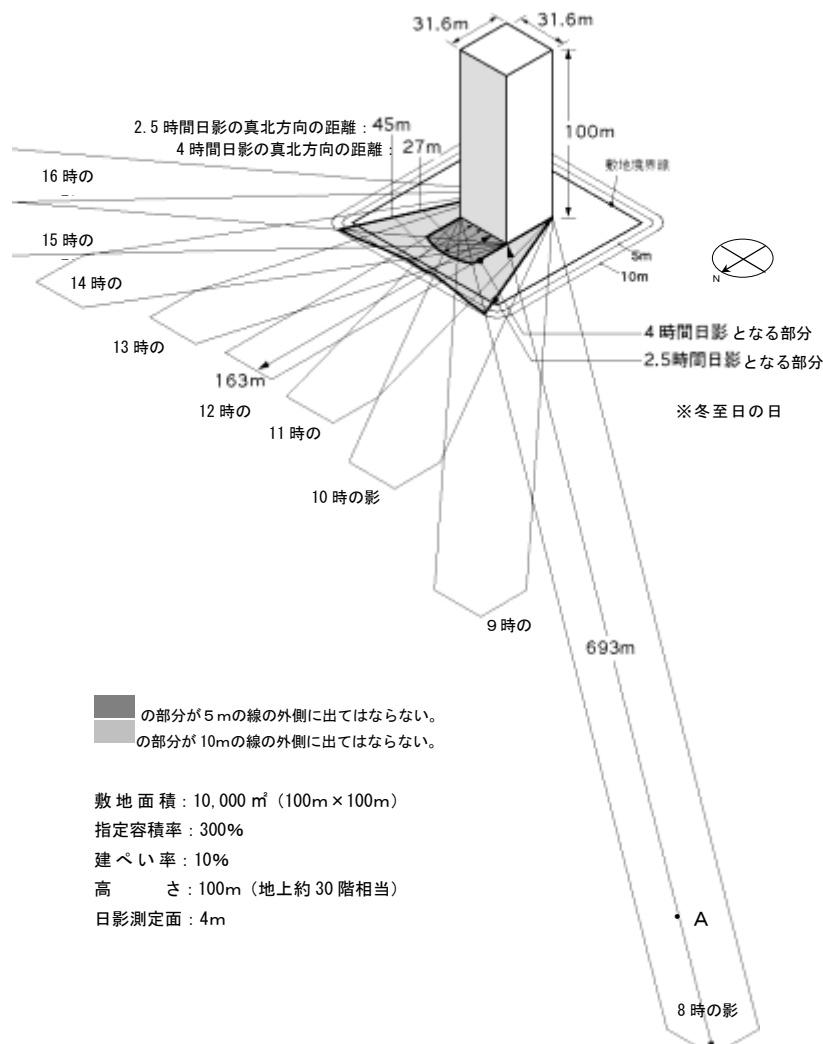 31.6m
31.6m
2.5時間日影の真北方向の距離：45m
4時間日影の真北方向の距離：27m
100m
敷地境界線
16時の
15時の
14時の
5m
10m
N
13時の
4時間日影となる部分
2.5時間日影となる部分
163m
12時の
※冬至日の日
11時の
10時の影
9時の
693m
の部分が5mの線の外側に出てはならない。
の部分が10mの線の外側に出てはならない。
敷地面積：10,000㎡（100m×100m）
指定容積率：300%
建ぺい率：10%
高さ：100m（地上約30階相当）
日影測定面：4m
A
8時の影